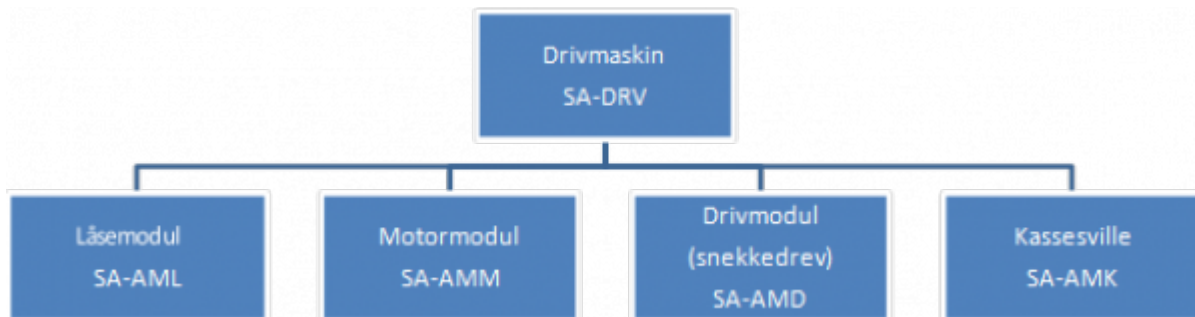 Drivmaskin
SA-DRV
Låsemodul
SA-AML
Motormodul
SA-AMM
Drivmodul
(snekkedrev)
SA-AMD
Kassesville
SA-AMK